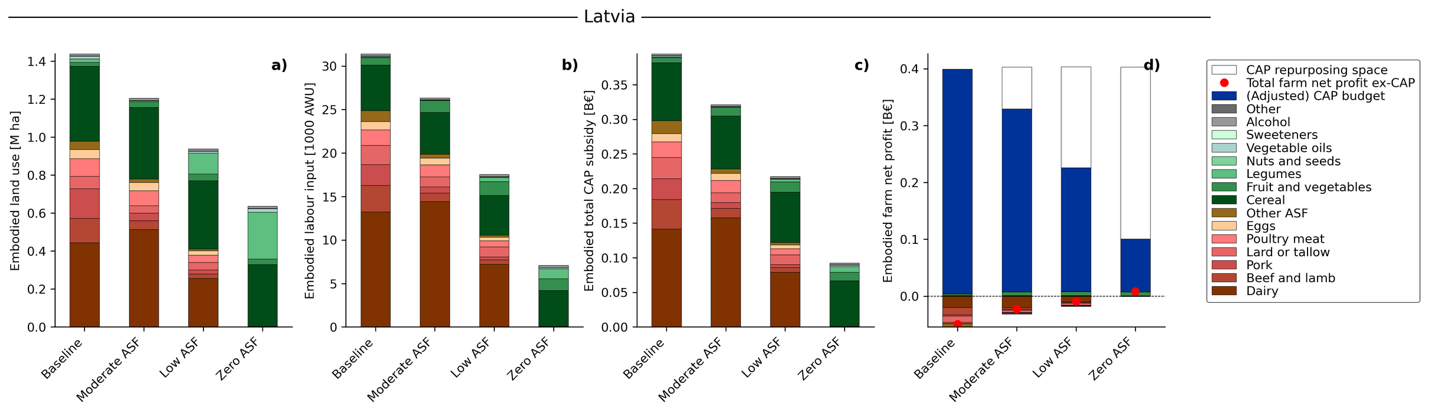 Latvia
a)
Embodied land use [M ha]
1.4
1.2
1.0
0.8
0.6
0.4
0.2
0.0
Baseline
Moderate ASF
Low ASF
Zero ASF
b)
Embodied labour input [1000 AWU]
30
25
20
15
10
5
0
Baseline
Moderate ASF
Low ASF
Zero ASF
c)
Embodied total CAP subsidy [B€]
0.35
0.30
0.25
0.20
0.15
0.10
0.05
0.00
Baseline
Moderate ASF
Low ASF
Zero ASF
d)
Embodied farm net profit [B€]
0.4
0.3
0.2
0.1
0.0
Baseline
Moderate ASF
Low ASF
Zero ASF
CAP repurposing space
Total farm net profit ex-CAP
(Adjusted) CAP budget
Other
Alcohol
Sweeteners
Vegetable oils
Nuts and seeds
Legumes
Fruit and vegetables
Cereal
Other ASF
Eggs
Poultry meat
Lard or tallow
Pork
Beef and lamb
Dairy